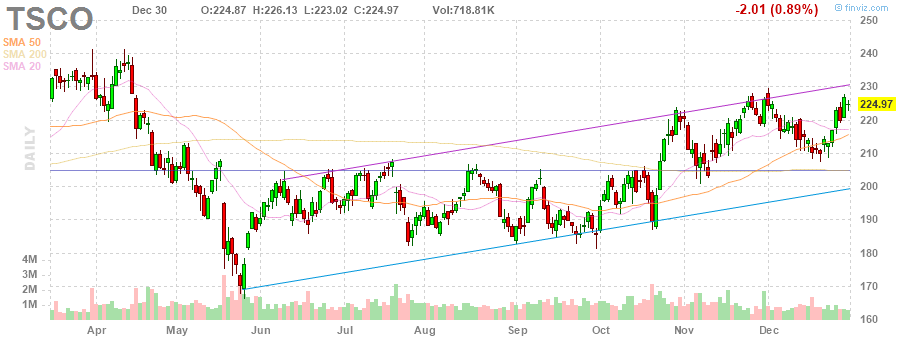 TSCO Dec 30 O:224.87 H:226.13 L:223.02 C:224.97 Vol:718.81K -2.01 (0.89%) © finviz.com
SMA 50
SMA 200
SMA 20
DAILY
250
240
230
224.97
220
210
200
190
180
170
160
4M
3M
2M
1M
Apr May Jun Jul Aug Sep Oct Nov Dec